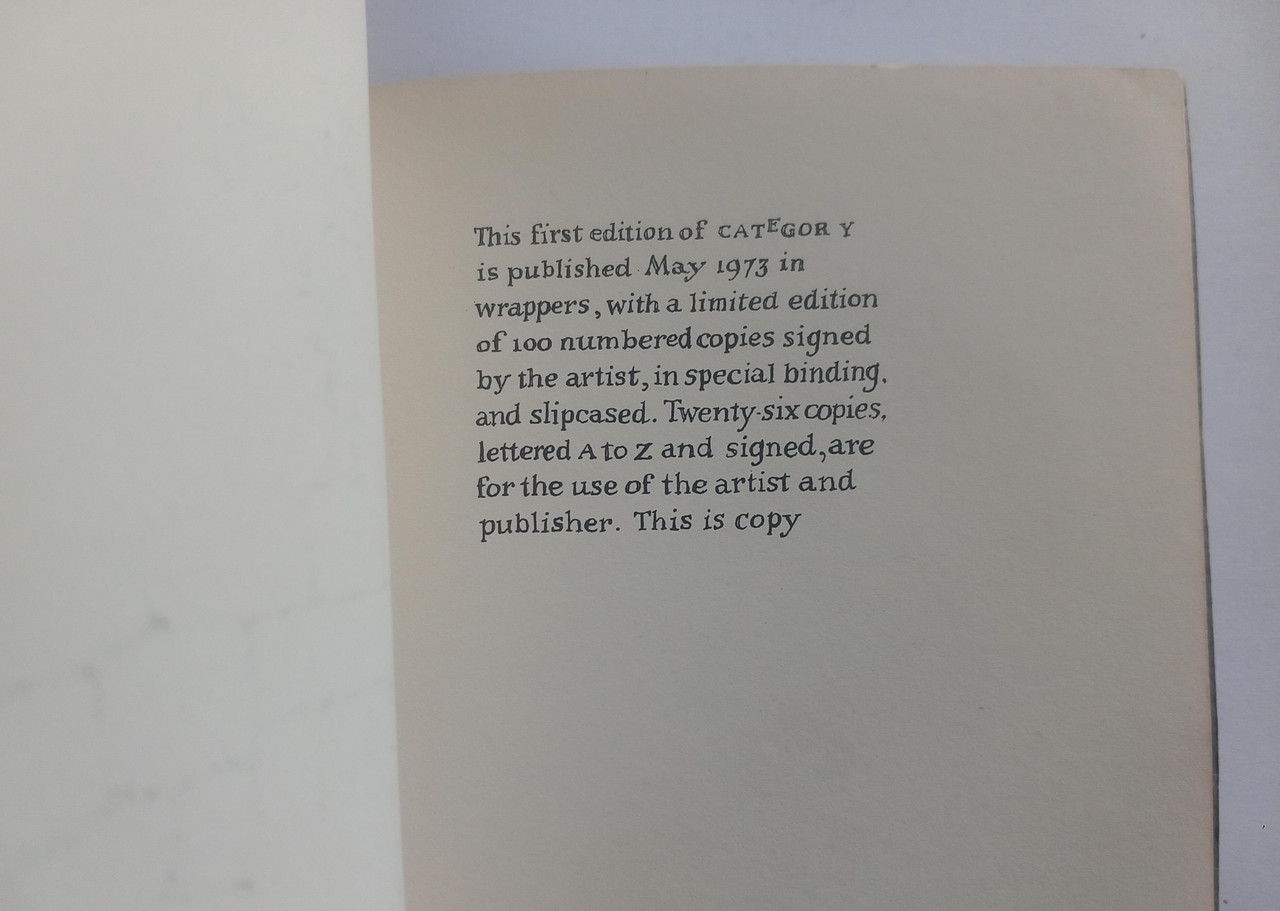 This first edition of CATEGOR Y
is published May 1973 in
wrappers, with a limited edition
of 100 numbered copies signed
by the artist, in special binding,
and slipcased. Twenty-six copies,
lettered A to Z and signed, are
for the use of the artist and
publisher. This is copy